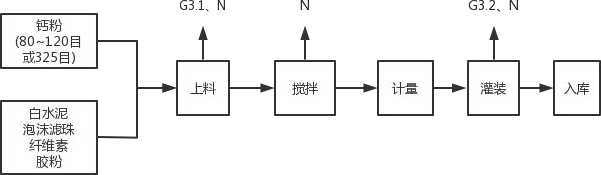 G3.1、N
N
G3.2、N
钙粉
(80~120目
或325目)
上料
搅拌
计量
灌装
入库
白水泥
泡沫滤珠
纤维素
胶粉